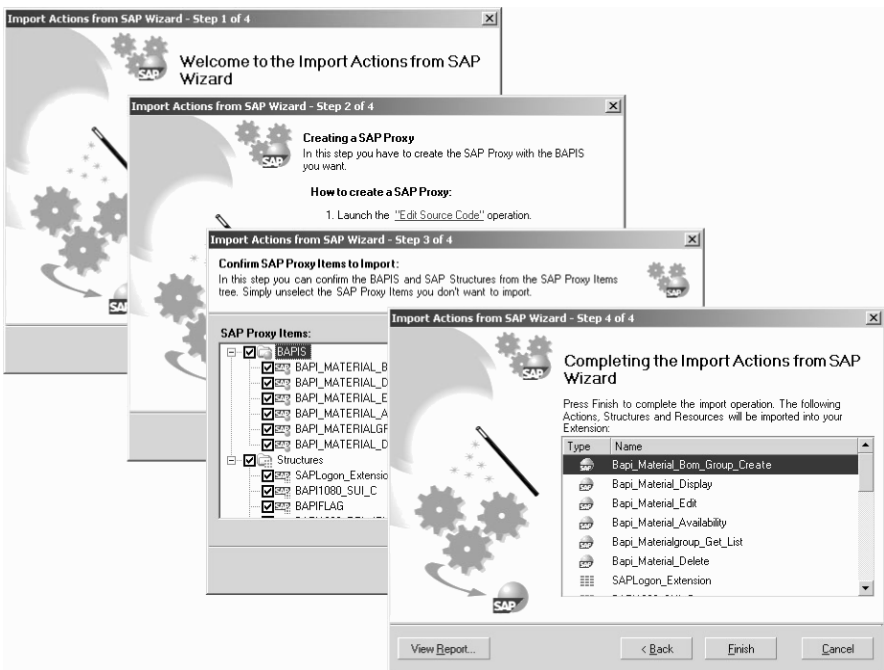 Import Actions from SAP Wizard - Step 1 of 4
SAP
Welcome to the Import Actions from SAP
Wizard
Import Actions from SAP Wizard - Step 2 of 4
SAP
Creating a SAP Proxy
In this step you have to create the SAP Proxy with the BAPIS
you want.
How to create a SAP Proxy:
1. Launch the "Edit Source Code" operation.
Import Actions from SAP Wizard - Step 3 of 4
Confirm SAP Proxy Items to Import:
In this step you can confirm the BAPIS and SAP Structures from the SAP Proxy Items
tree. Simply unselect the SAP Proxy Items you don't want to import.
SAP
SAP Proxy Items:
BAPIS
BAPI_MATERIAL_B
BAPI_MATERIAL_D
BAPI_MATERIAL_E
BAPI_MATERIAL_A
BAPI_MATERIALGF
BAPI_MATERIAL_D
Structures
SAPLogon_Extensio
BAPI1080_SUI_C
BAPIFLAG
Import Actions from SAP Wizard - Step 4 of 4
SAP
Completing the Import Actions from SAP
Wizard
Press Finish to complete the import operation. The following
Actions, Structures and Resources will be imported into your
Extension:
Type Name
Bapi_Material_Bom_Group_Create
Bapi_Material_Display
Bapi_Material_Edit
Bapi_Material_Availability
Bapi_Materialgroup_Get_List
Bapi_Material_Delete
SAPLogon_Extension
SAP
View Report...
< Back
Finish
Cancel